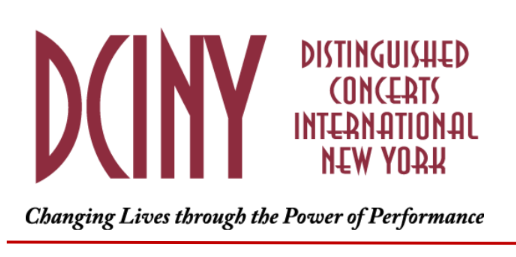 DCINY
DISTINGUISHED
CONCERTS
INTERNATIONAL
NEW YORK
Changing Lives through the Power of Performance